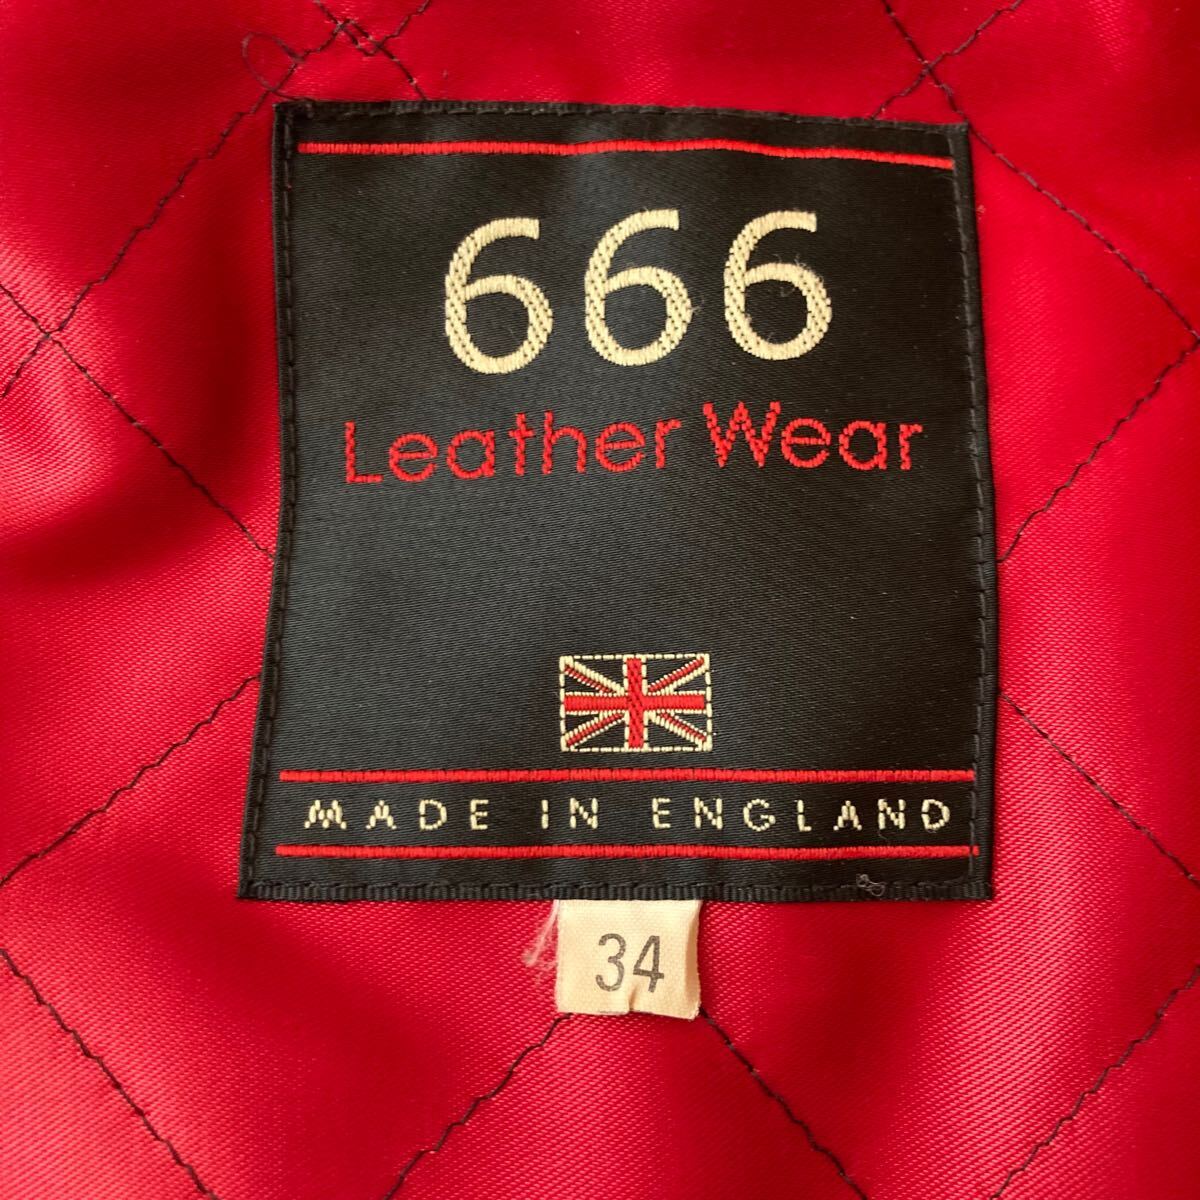 666
Leather Wear
MADE IN ENGLAND
34